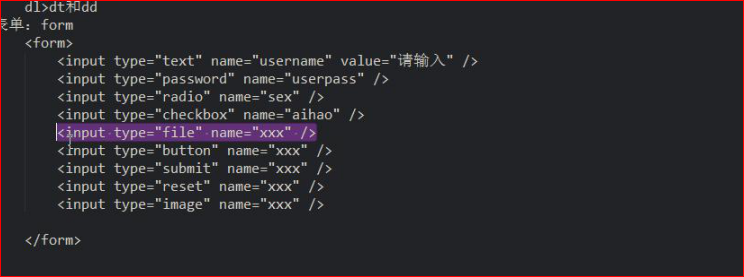 dl>dt和dd
表单：form
<form>
<input type="text" name="username" value="请输入" />
<input type="password" name="userpass" />
<input type="radio" name="sex" />
<input type="checkbox" name="aihao" />
<input type="file" name="xxx" />
<input type="button" name="xxx" />
<input type="submit" name="xxx" />
<input type="reset" name="xxx" />
<input type="image" name="xxx" />
</form>